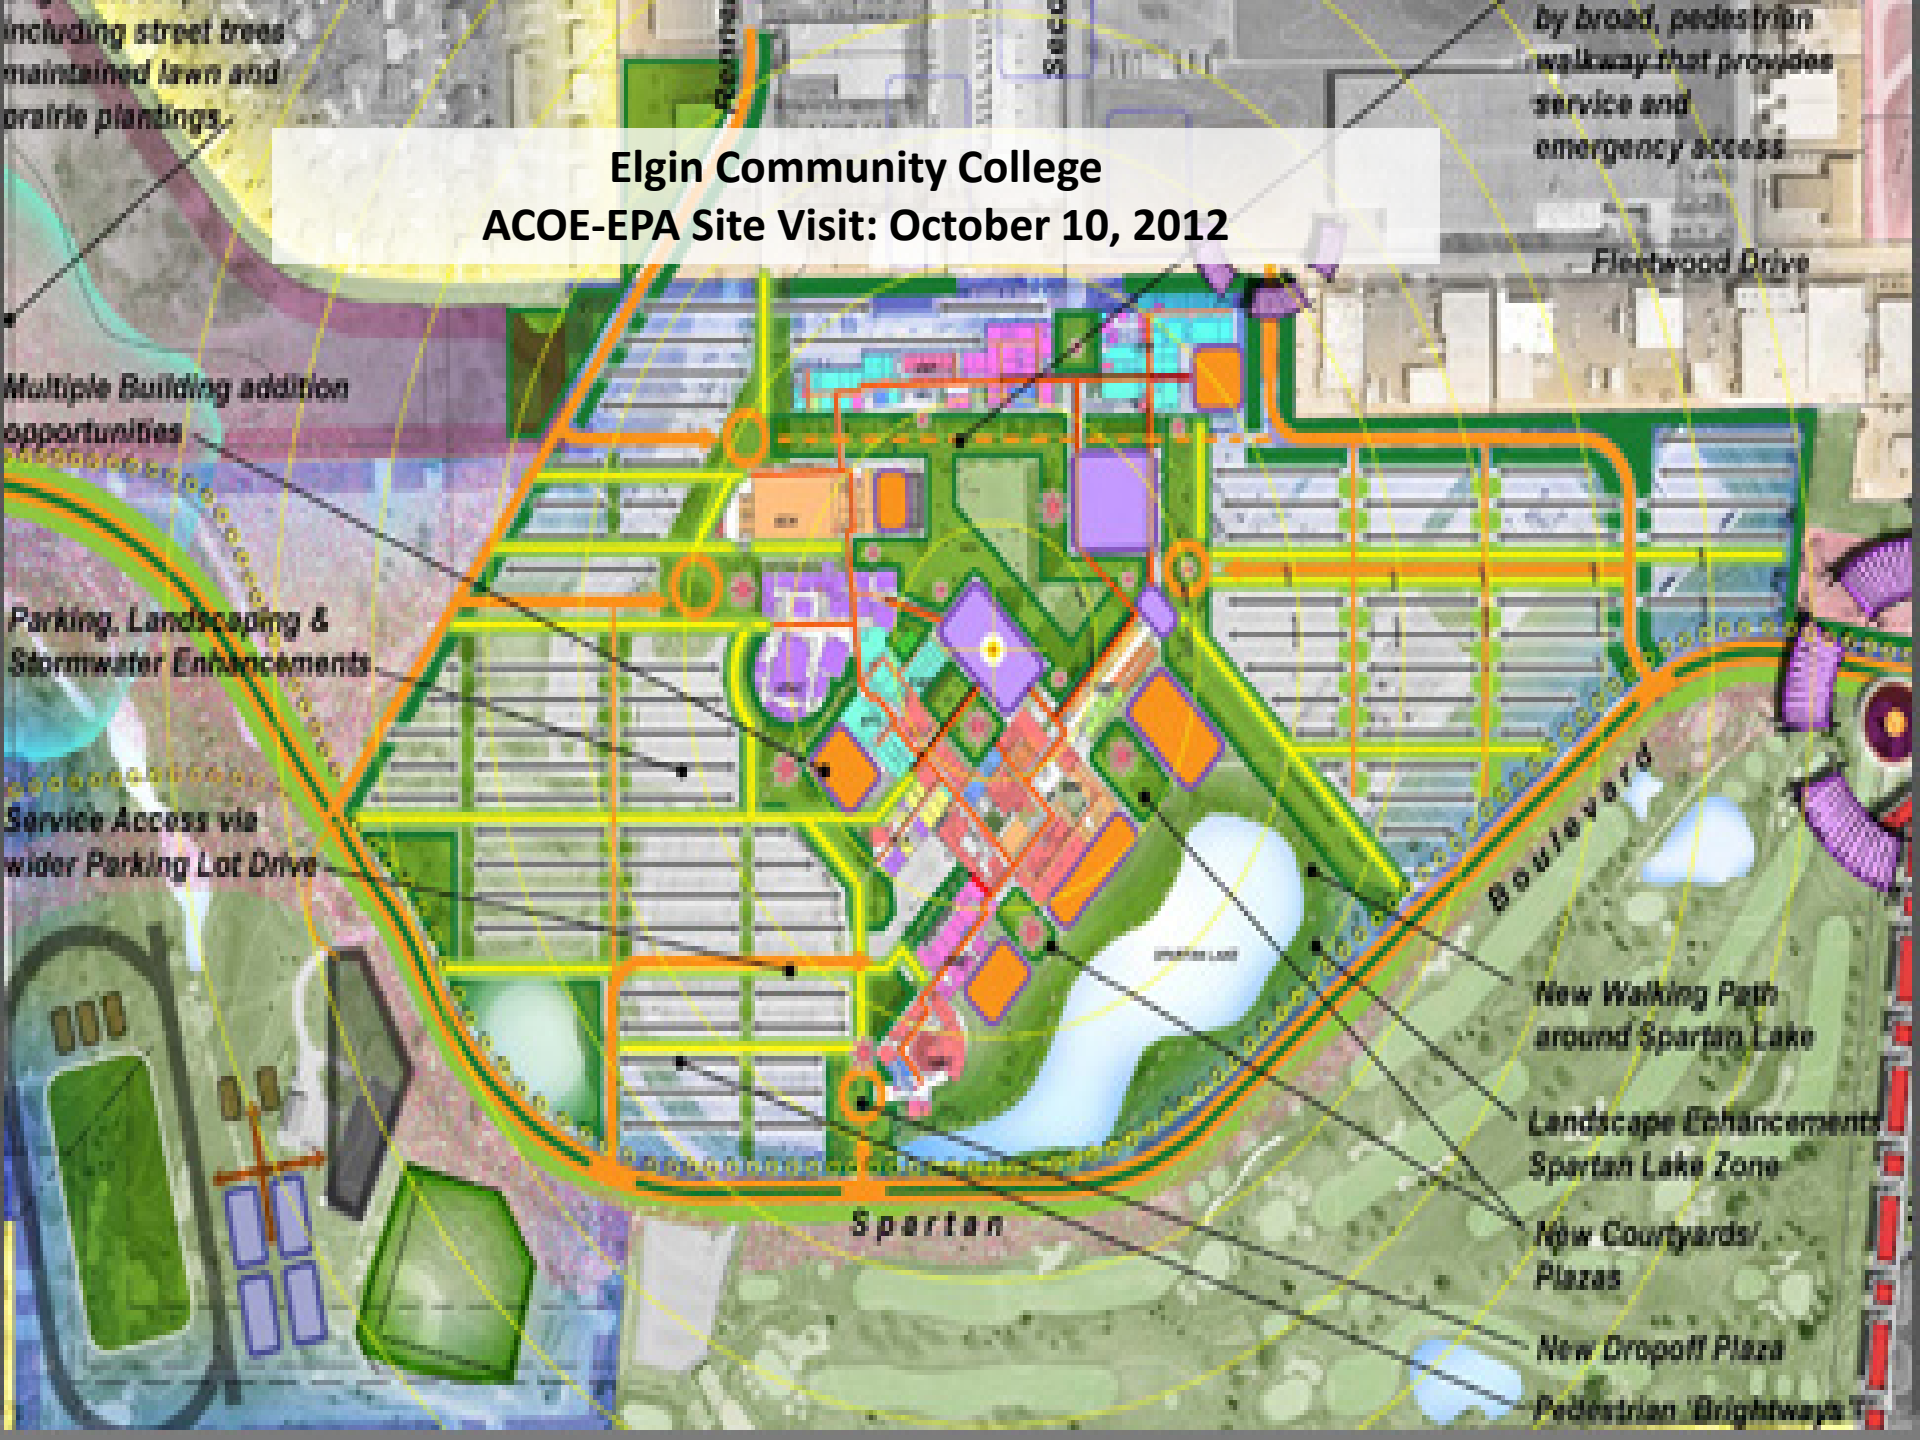 including street trees
maintained lawn and
prairie plantings.
by broad, pedestrian
walkway that provides
service and
emergency access
Elgin Community College
ACOE-EPA Site Visit: October 10, 2012
Fleetwood Drive
Multiple Building addition
opportunities
Parking, Landscaping &
Stormwater Enhancements
Service Access via
wider Parking Lot Drive
Boulevard
SPARTAN LAKE
New Walking Path
around Spartan Lake
Landscape Enhancements
Spartan Lake Zone
Spartan
New Courtyards/
Plazas
New Dropoff Plaza
Pedestrian 'Brightways'